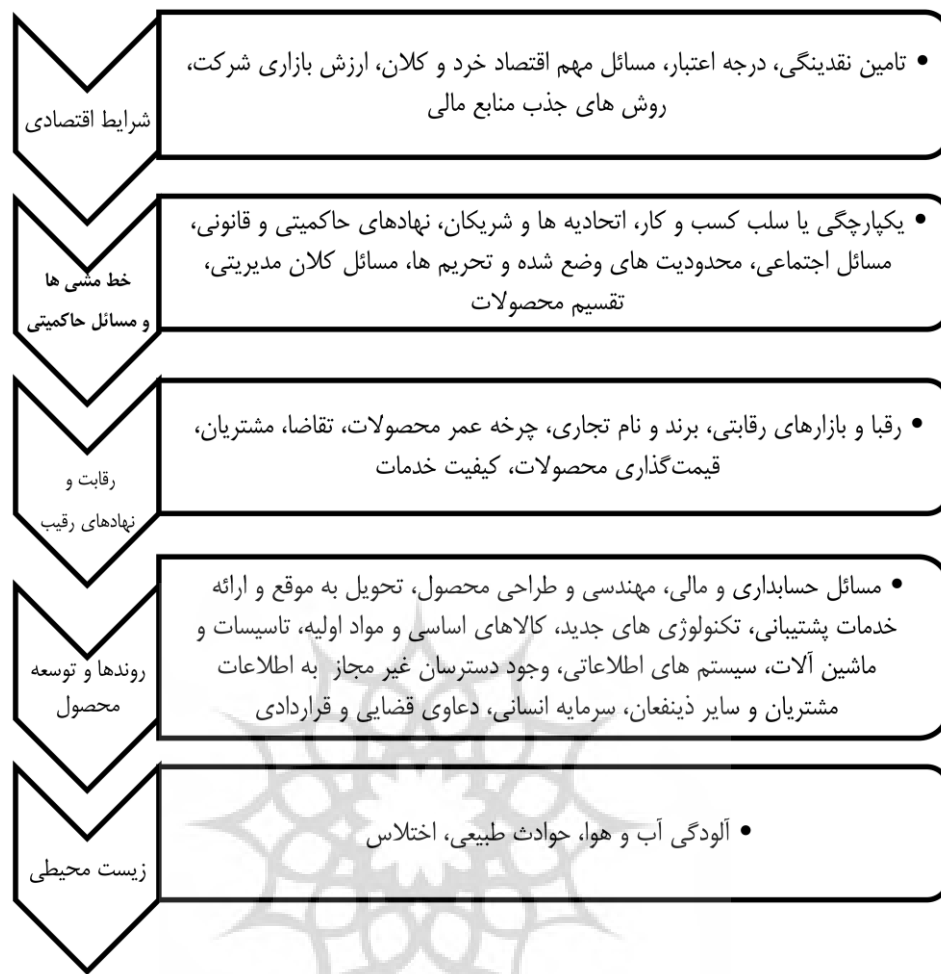 شرایط اقتصادی
• تامین نقدینگی، درجه اعتبار، مسائل مهم اقتصاد خرد و کلان، ارزش بازاری شرکت،
روش های جذب منابع مالی
خط مشی ها
و مسائل حاکمیتی
• یکپارچگی یا سلب کسب و کار، اتحادیه ها و شریکان، نهادهای حاکمیتی و قانونی،
مسائل اجتماعی، محدودیت های وضع شده و تحریم ها، مسائل کلان مدیریتی،
تقسیم محصولات
رقابت و
نهادهای رقیب
• رقبا و بازارهای رقابتی، برند و نام تجاری، چرخه عمر محصولات، تقاضا، مشتریان،
قیمت‌گذاری محصولات، کیفیت خدمات
روندها و توسعه
محصول
• مسائل حسابداری و مالی، مهندسی و طراحی محصول، تحویل به موقع و ارائه
خدمات پشتیبانی، تکنولوژی های جدید، کالاهای اساسی و مواد اولیه، تاسیسات و
ماشین آلات، سیستم های اطلاعاتی، وجود دسترسان غیر مجاز به اطلاعات
مشتریان و سایر ذینفعان، سرمایه انسانی، دعاوی قضایی و قراردادی
زیست محیطی
• آلودگی آب و هوا، حوادث طبیعی، اختلاس